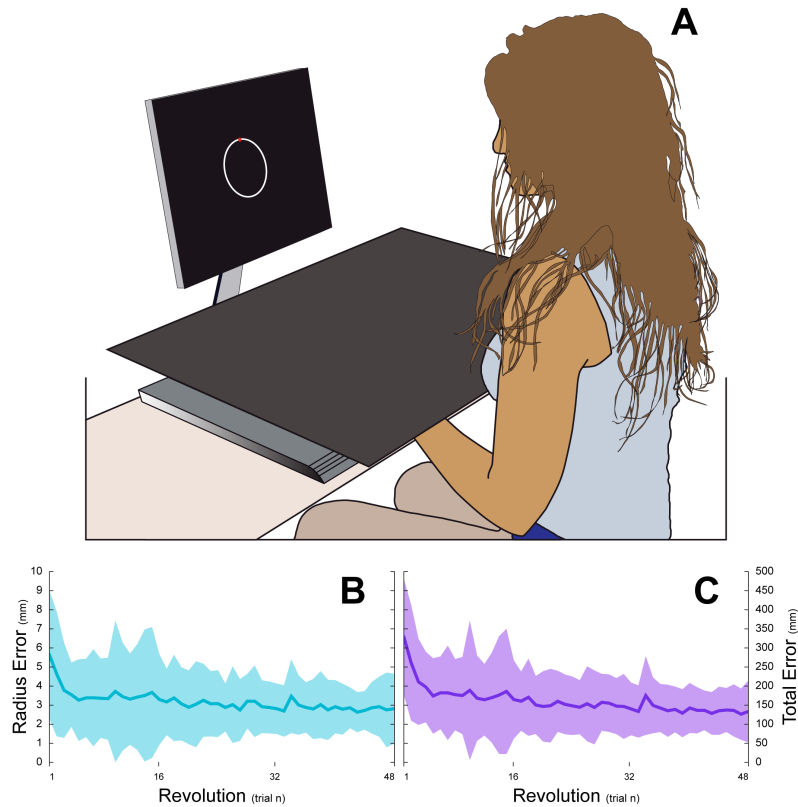 A
B
Radius Error (mm)
10
9
8
7
6
5
4
3
2
1
0
1 16 32 48
Revolution (trial n)
C
500
450
400
350
300
250
200
150
100
50
0
Total Error (mm)
1 16 32 48
Revolution (trial n)